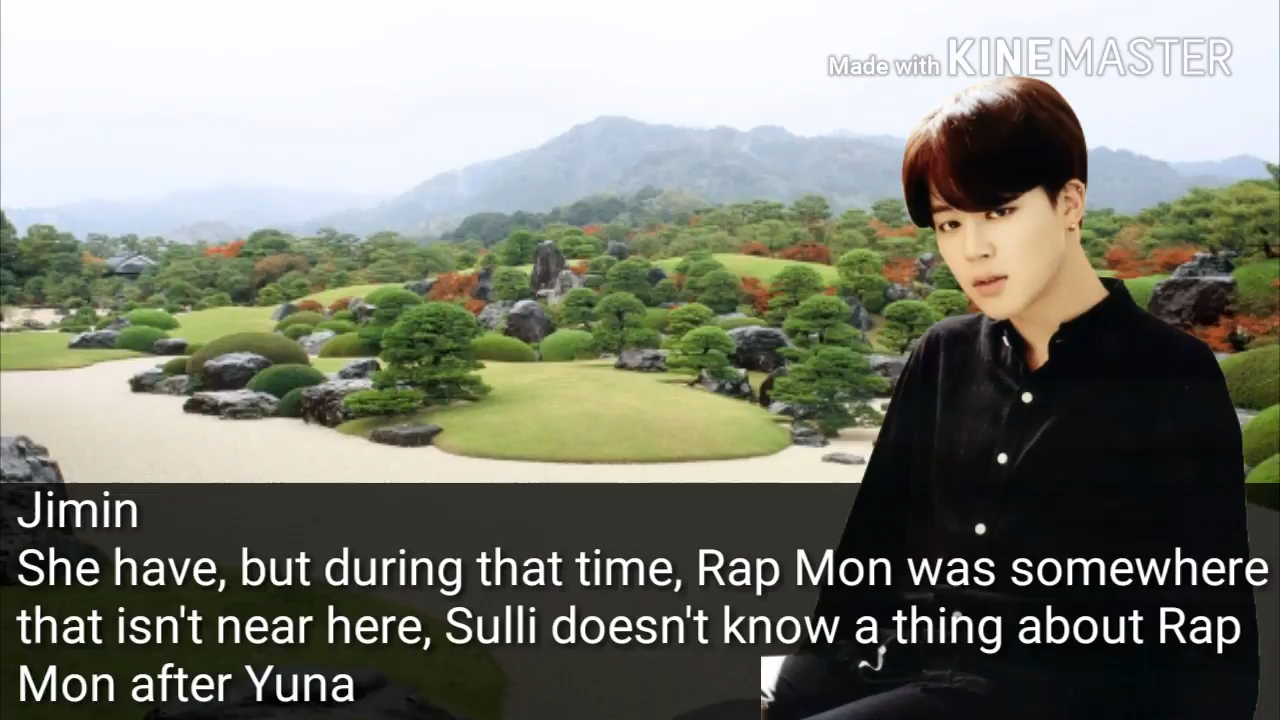 Made with KINEMASTER
Jimin
She have, but during that time, Rap Mon was somewhere
that isn't near here, Sulli doesn't know a thing about Rap
Mon after Yuna